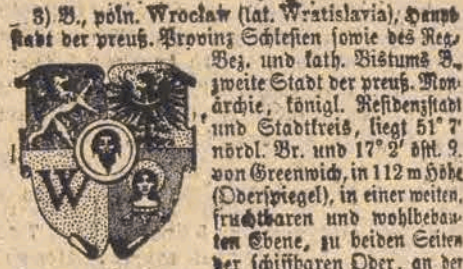 3) B., poln. Wrocław (lat. Wratislavia), Haupt
stadt der preuß. Provinz Schlesien sowie des Reg.
Bez. und kath. Bistums B.,
zweite Stadt der preuß. Mon-
archie, königl. Residenzstadt
und Stadtkreis, liegt 51° 7'
nördl. Br. und 17° 2' östl. L.
von Greenwich, in 112 m Höhe
(Oderspiegel), in einer weiten,
fruchtbaren und wohlbebau-
ten Ebene, zu beiden Seiten
der schiffbaren Oder, an der
W